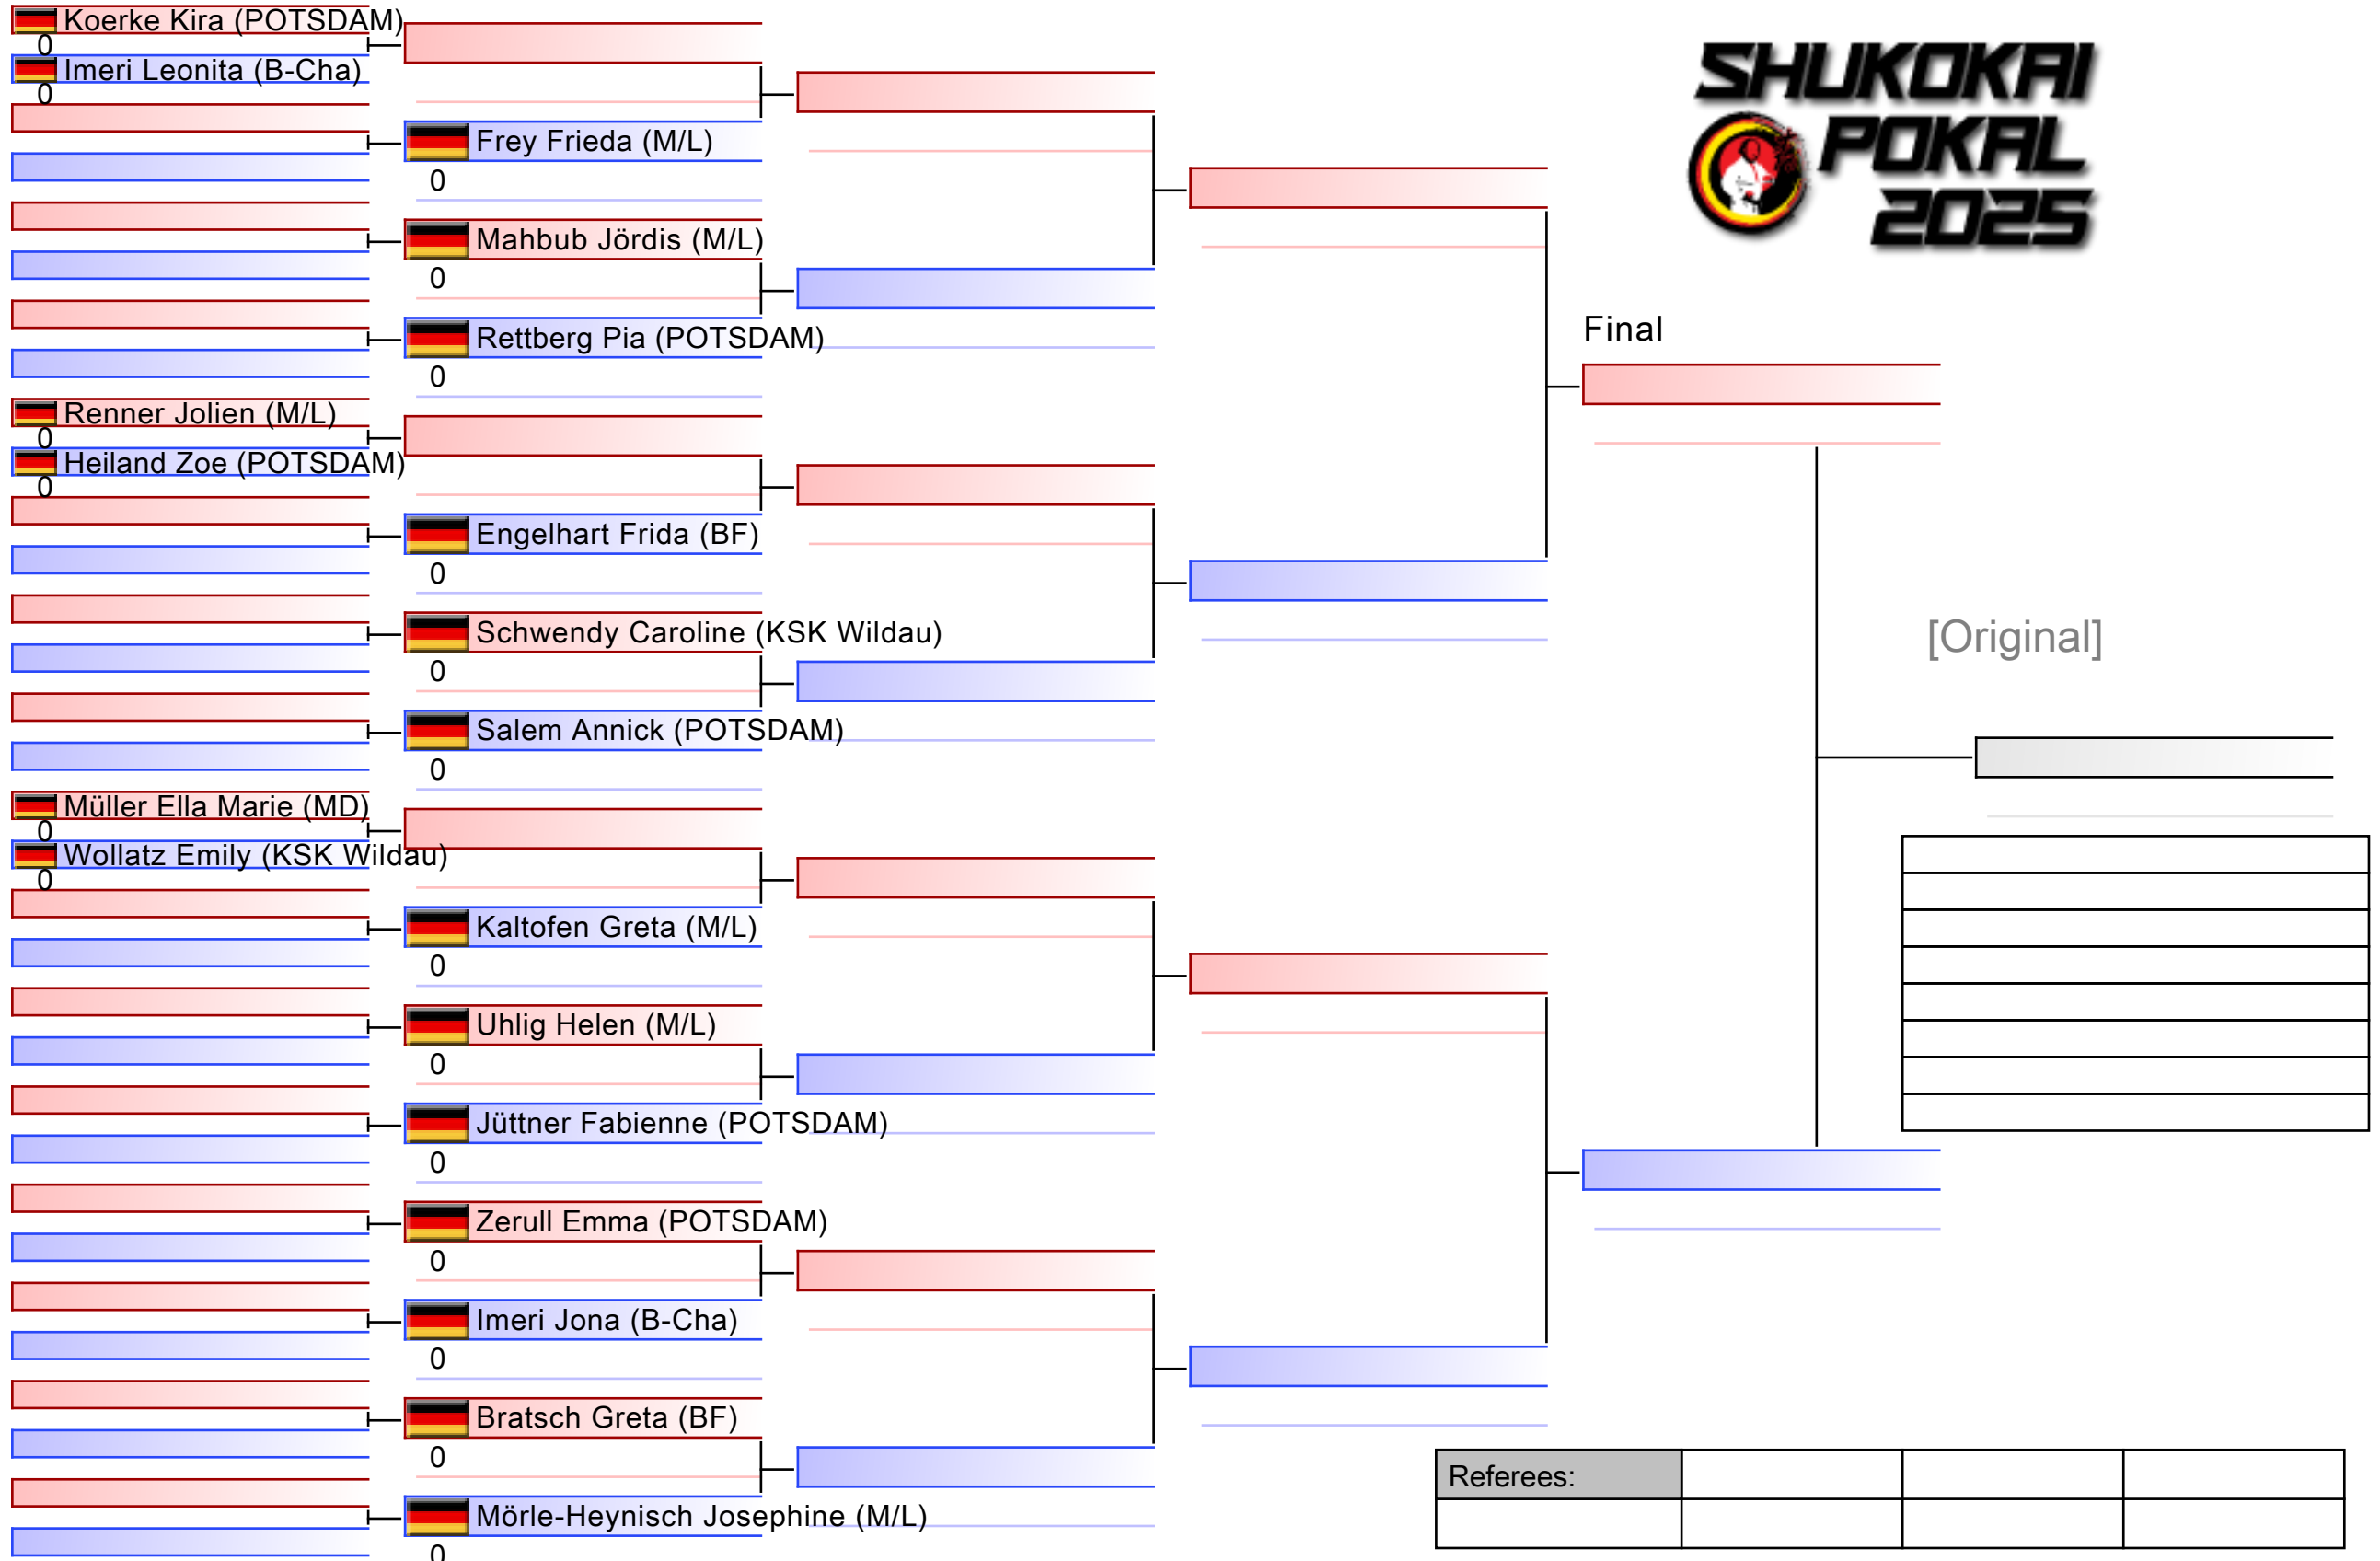 Koerke Kira (POTSDAM)
0
Imeri Leonita (B-Cha)
0
Frey Frieda (M/L)
0
Mahbub Jördis (M/L)
0
Rettberg Pia (POTSDAM)
0
Renner Jolien (M/L)
0
Heiland Zoe (POTSDAM)
0
Engelhart Frida (BF)
0
Schwendy Caroline (KSK Wildau)
0
Salem Annick (POTSDAM)
0
Müller Ella Marie (MD)
0
Wollatz Emily (KSK Wildau)
0
Kaltofen Greta (M/L)
0
Uhlig Helen (M/L)
0
Jüttner Fabienne (POTSDAM)
0
Zerull Emma (POTSDAM)
0
Imeri Jona (B-Cha)
0
Bratsch Greta (BF)
0
Mörle-Heynisch Josephine (M/L)
0
SHUKOKAI
POKAL
2025
Final
[Original]
Referees: